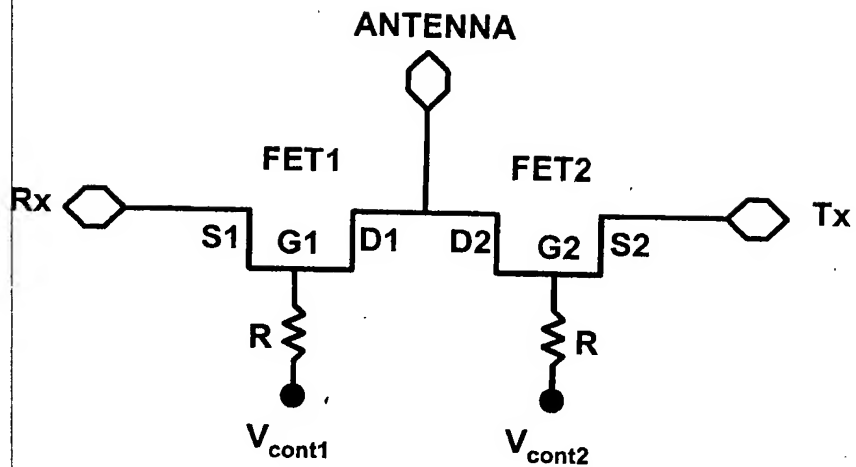 ANTENNA
FET1 FET2
Rx Tx
S1 G1 D1 D2 G2 S2
R R
Vcont1 Vcont2